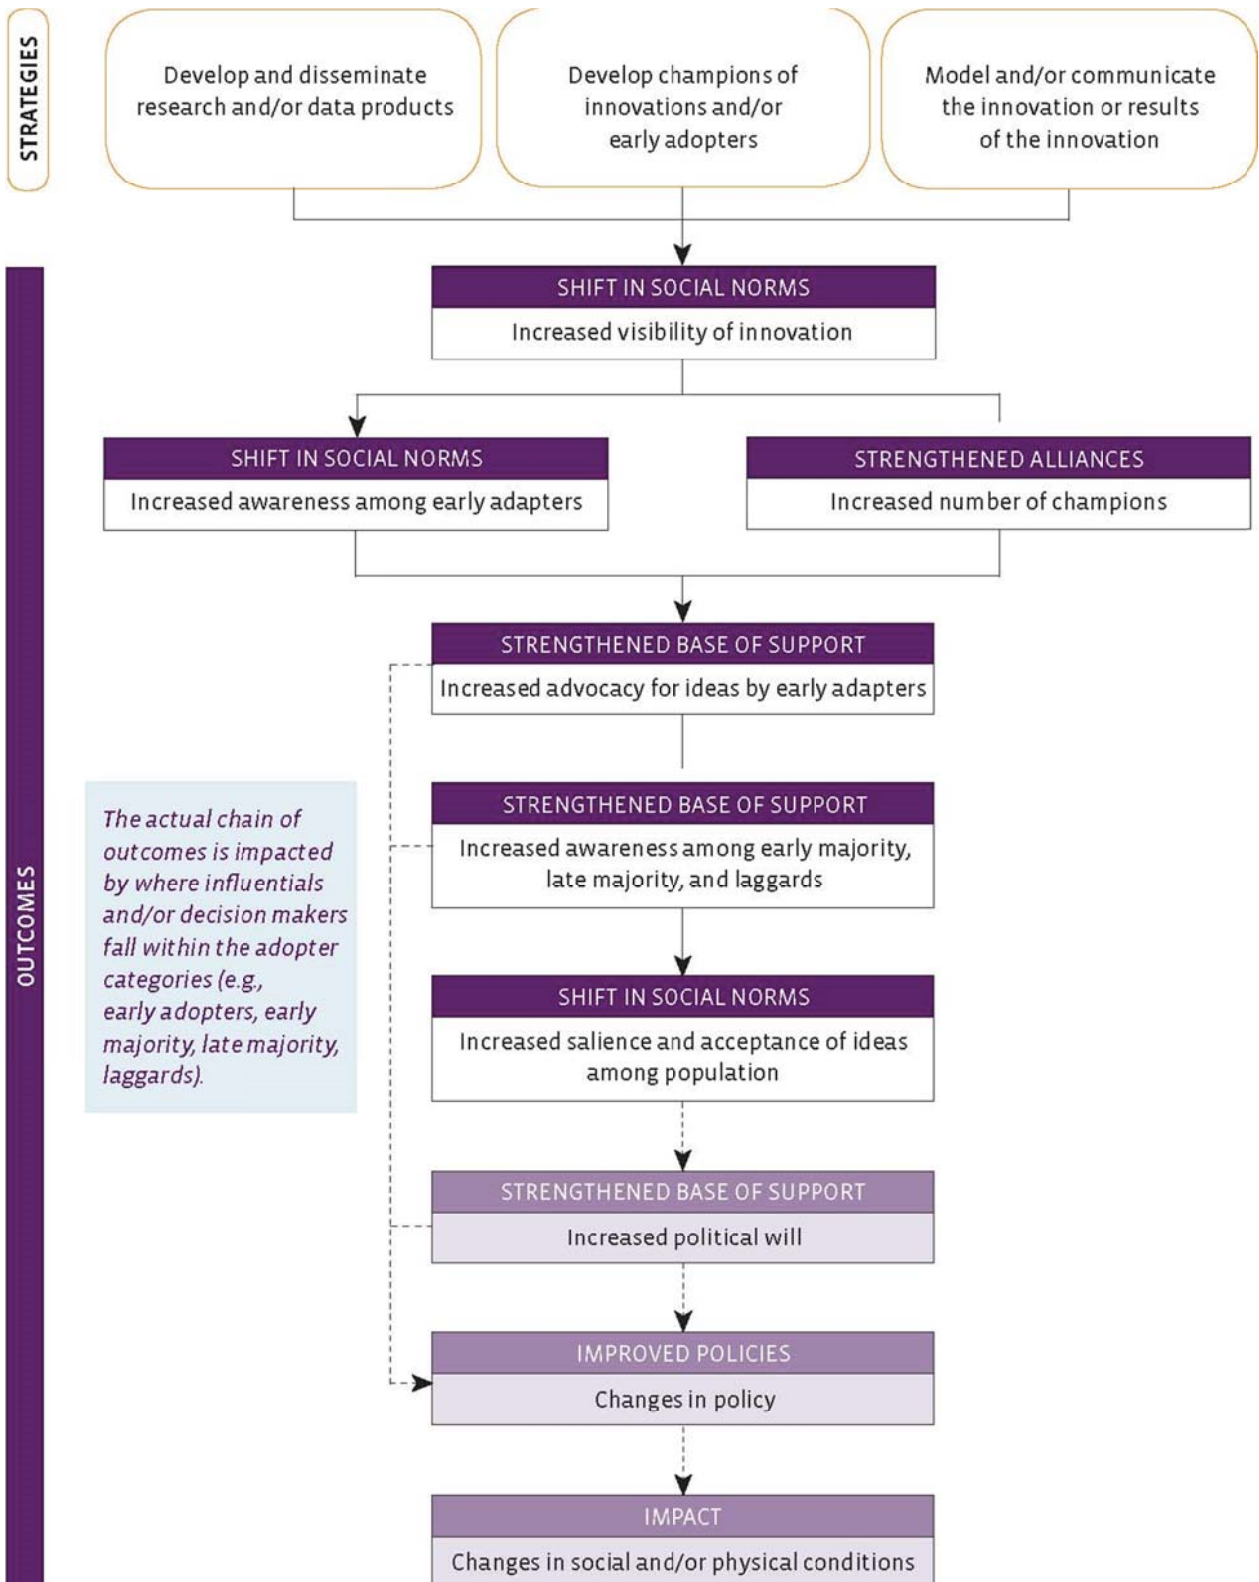 STRATEGIES
Develop and disseminate
research and/or data products
Develop champions of
innovations and/or
early adopters
Model and/or communicate
the innovation or results
of the innovation
OUTCOMES
SHIFT IN SOCIAL NORMS
Increased visibility of innovation
SHIFT IN SOCIAL NORMS
Increased awareness among early adapters
STRENGTHENED ALLIANCES
Increased number of champions
STRENGTHENED BASE OF SUPPORT
Increased advocacy for ideas by early adapters
The actual chain of
outcomes is impacted
by where influentials
and/or decision makers
fall within the adopter
categories (e.g.,
early adopters, early
majority, late majority,
laggards).
STRENGTHENED BASE OF SUPPORT
Increased awareness among early majority,
late majority, and laggards
SHIFT IN SOCIAL NORMS
Increased salience and acceptance of ideas
among population
STRENGTHENED BASE OF SUPPORT
Increased political will
IMPROVED POLICIES
Changes in policy
IMPACT
Changes in social and/or physical conditions